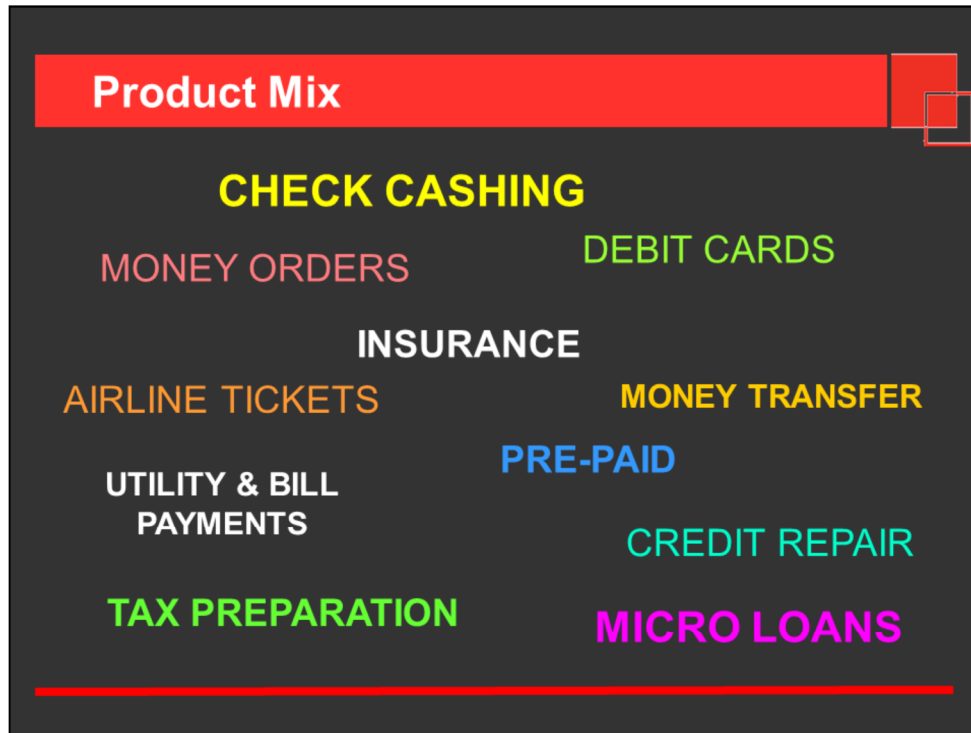 Product Mix
CHECK CASHING
DEBIT CARDS
MONEY ORDERS
INSURANCE
AIRLINE TICKETS
MONEY TRANSFER
PRE-PAID
UTILITY & BILL
PAYMENTS
CREDIT REPAIR
TAX PREPARATION
MICRO LOANS